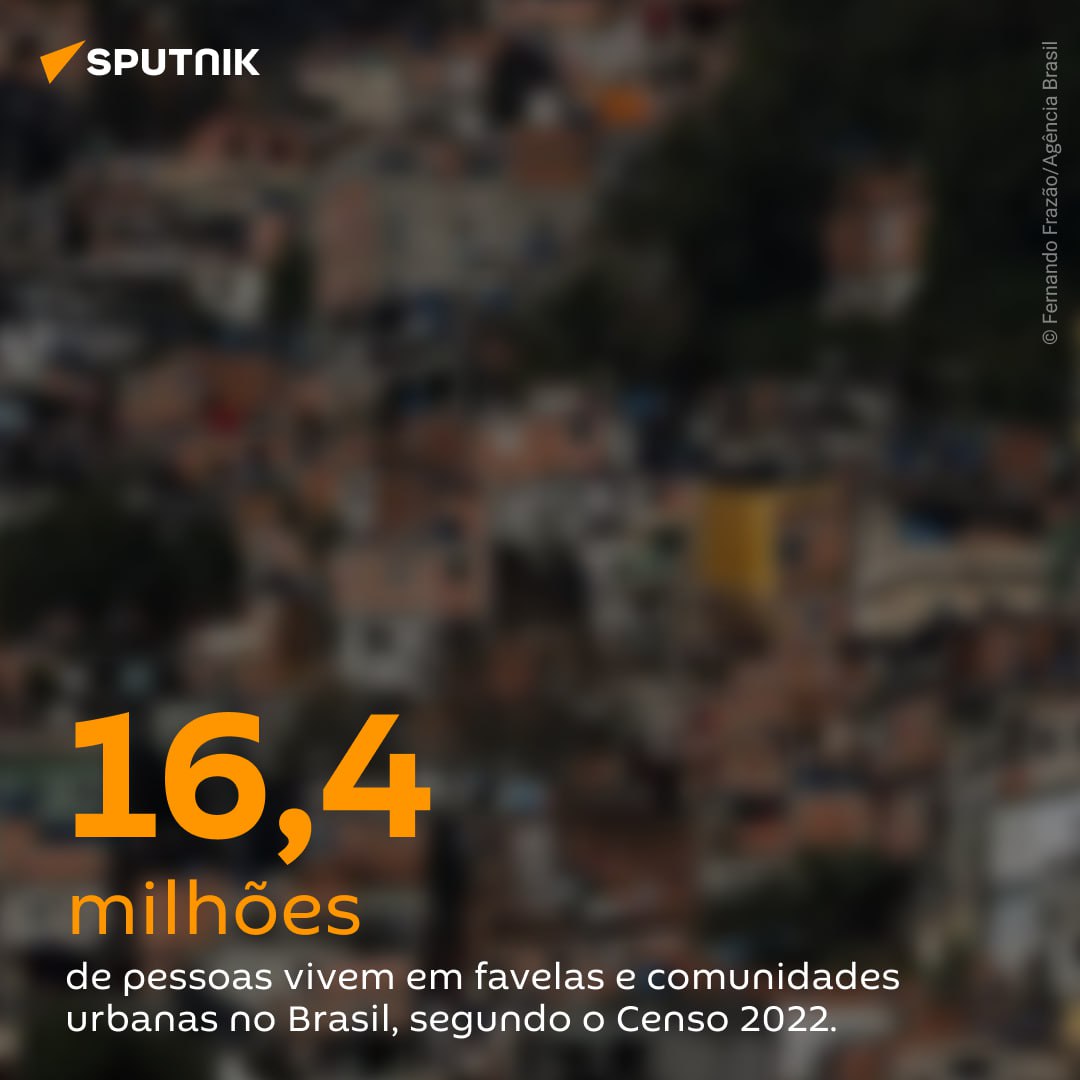 SPUTNIK
© Fernando Frazão/Agência Brasil
16,4
milhões
de pessoas vivem em favelas e comunidades
urbanas no Brasil, segundo o Censo 2022.